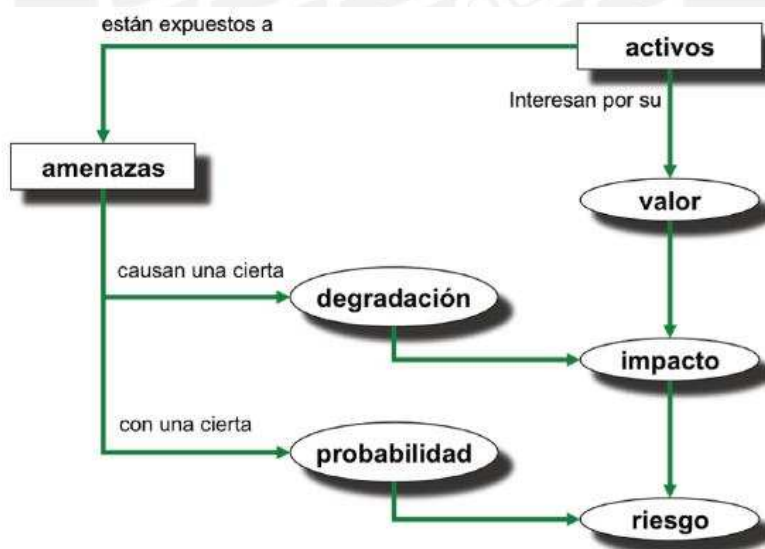 están expuestos a
activos
Interesan por su
amenazas
valor
causan una cierta
degradación
impacto
con una cierta
probabilidad
riesgo